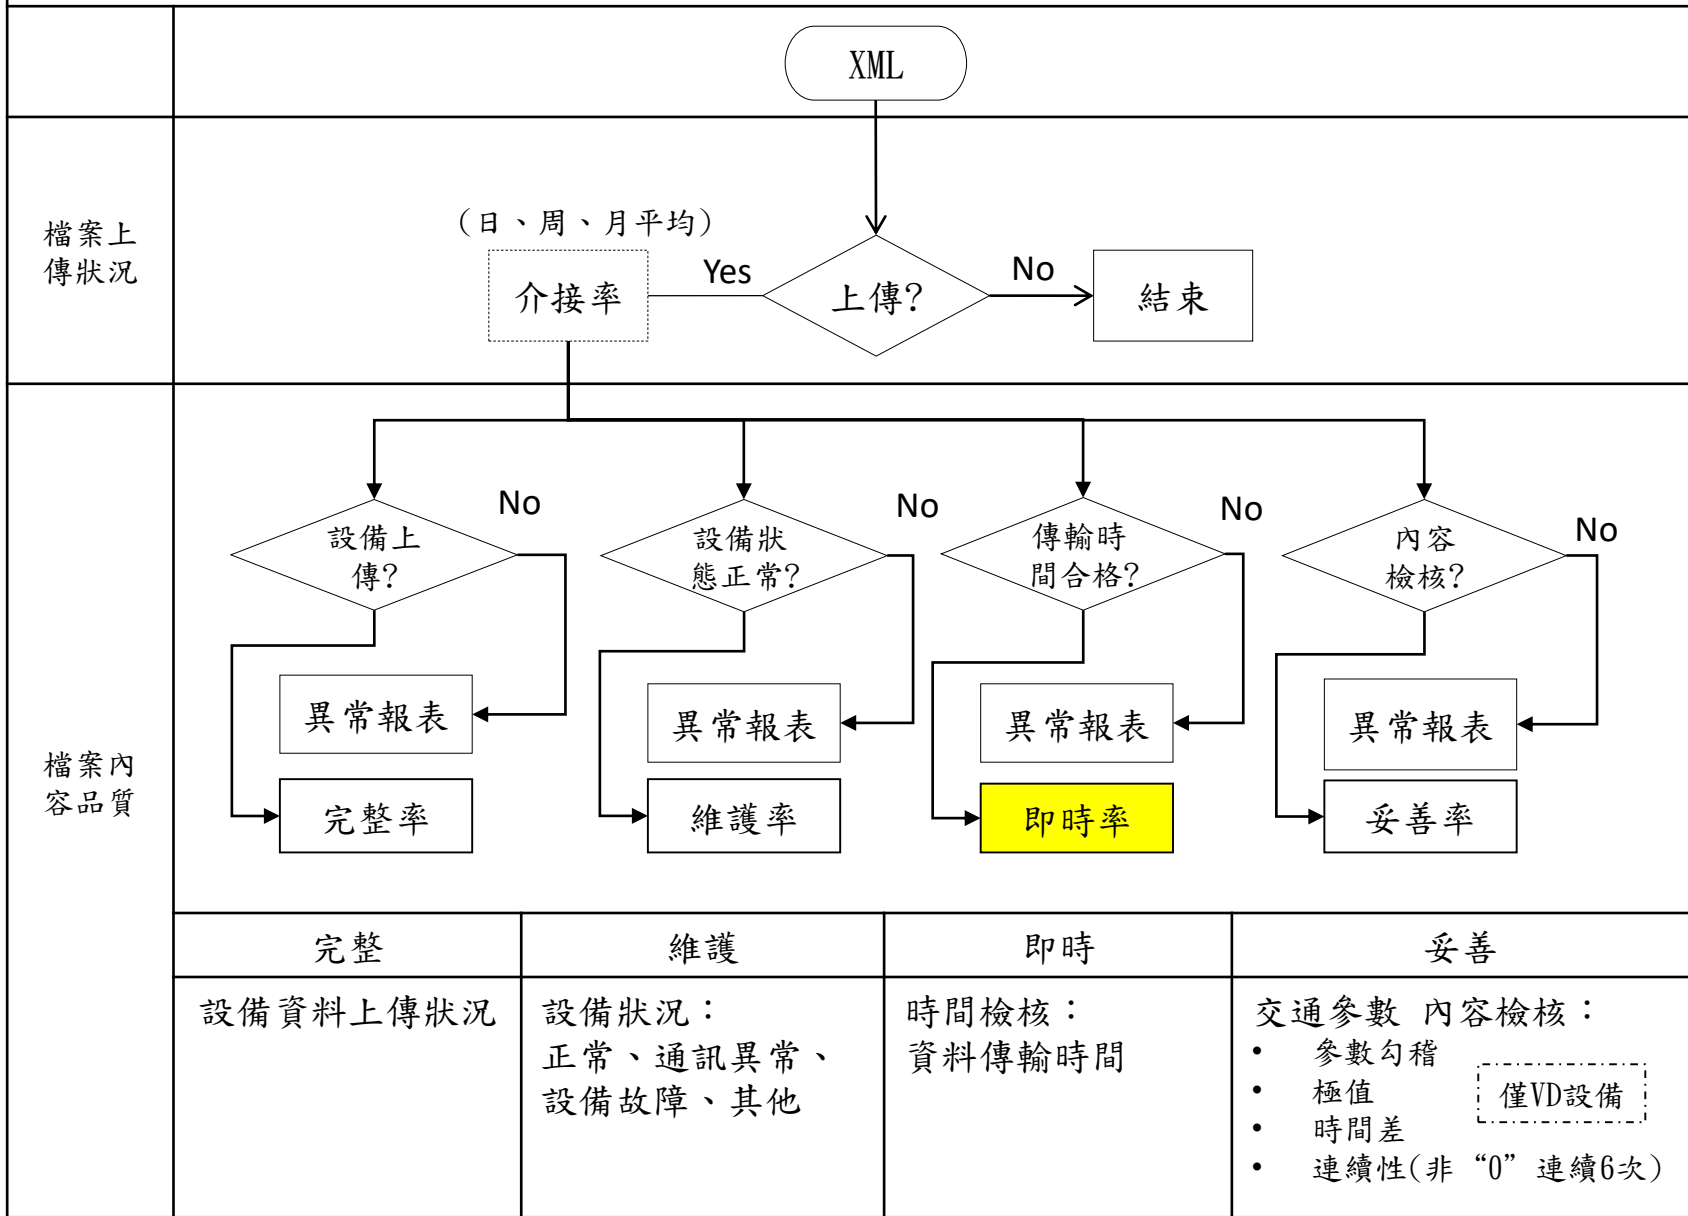 XML
檔案上
傳狀況
(日、周、月平均)
介接率
Yes
上傳?
No
結束
檔案內
容品質
設備上
傳?
No
設備狀
態正常?
No
傳輸時
間合格?
No
內容
檢核?
No
異常報表
異常報表
異常報表
異常報表
完整率
維護率
即時率
妥善率
完整
維護
即時
妥善
設備資料上傳狀況
設備狀況：
正常、通訊異常、
設備故障、其他
時間檢核：
資料傳輸時間
交通參數 內容檢核：
• 參數勾稽
• 極值
• 時間差
• 連續性(非“0”連續6次)
僅VD設備